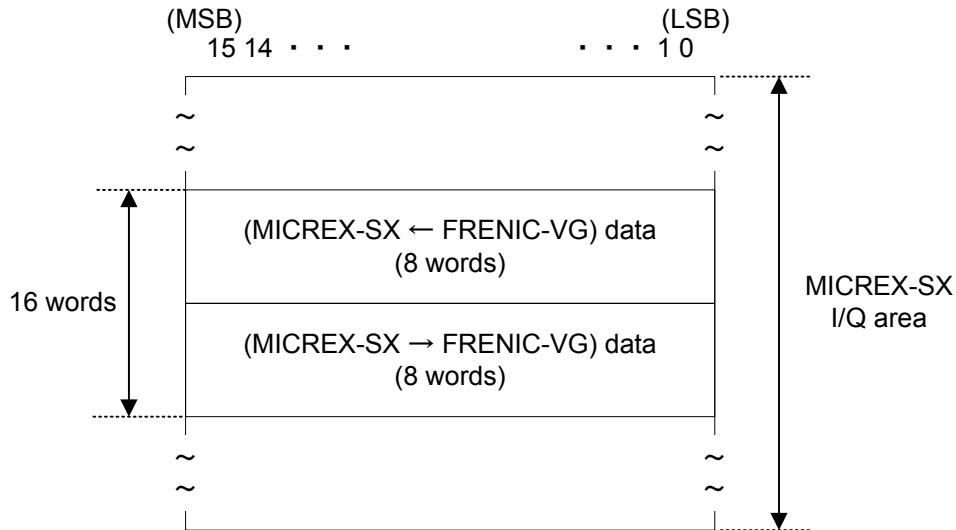 (MSB) (LSB)
15 14 ・ ・ ・ ・ ・ ・ 1 0
~ ~
~ ~
(MICREX-SX ← FRENIC-VG) data
(8 words)
16 words
MICREX-SX
I/Q area
(MICREX-SX → FRENIC-VG) data
(8 words)
~ ~
~ ~